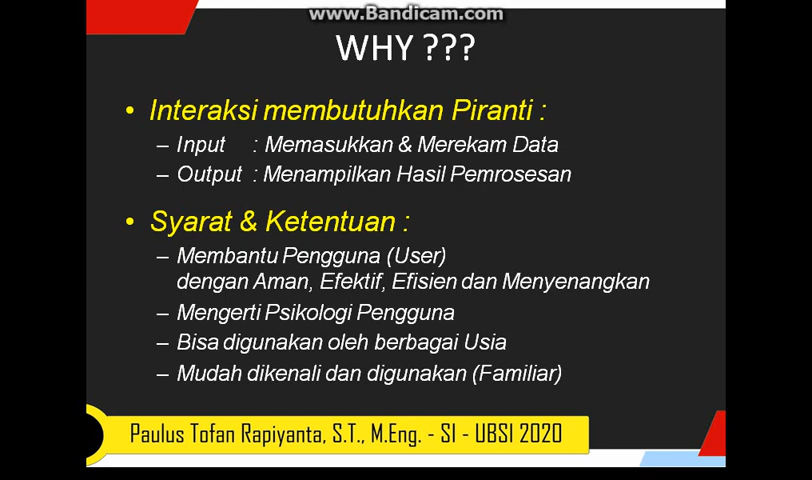 www.Bandicam.com
WHY ???
• Interaksi membutuhkan Piranti :
– Input : Memasukkan & Merekam Data
– Output : Menampilkan Hasil Pemrosesan
• Syarat & Ketentuan :
– Membantu Pengguna (User)
dengan Aman, Efektif, Efisien dan Menyenangkan
– Mengerti Psikologi Pengguna
– Bisa digunakan oleh berbagai Usia
– Mudah dikenali dan digunakan (Familiar)
Paulus Tofan Rapiyanta, S.T., M.Eng. - SI - UBSI 2020